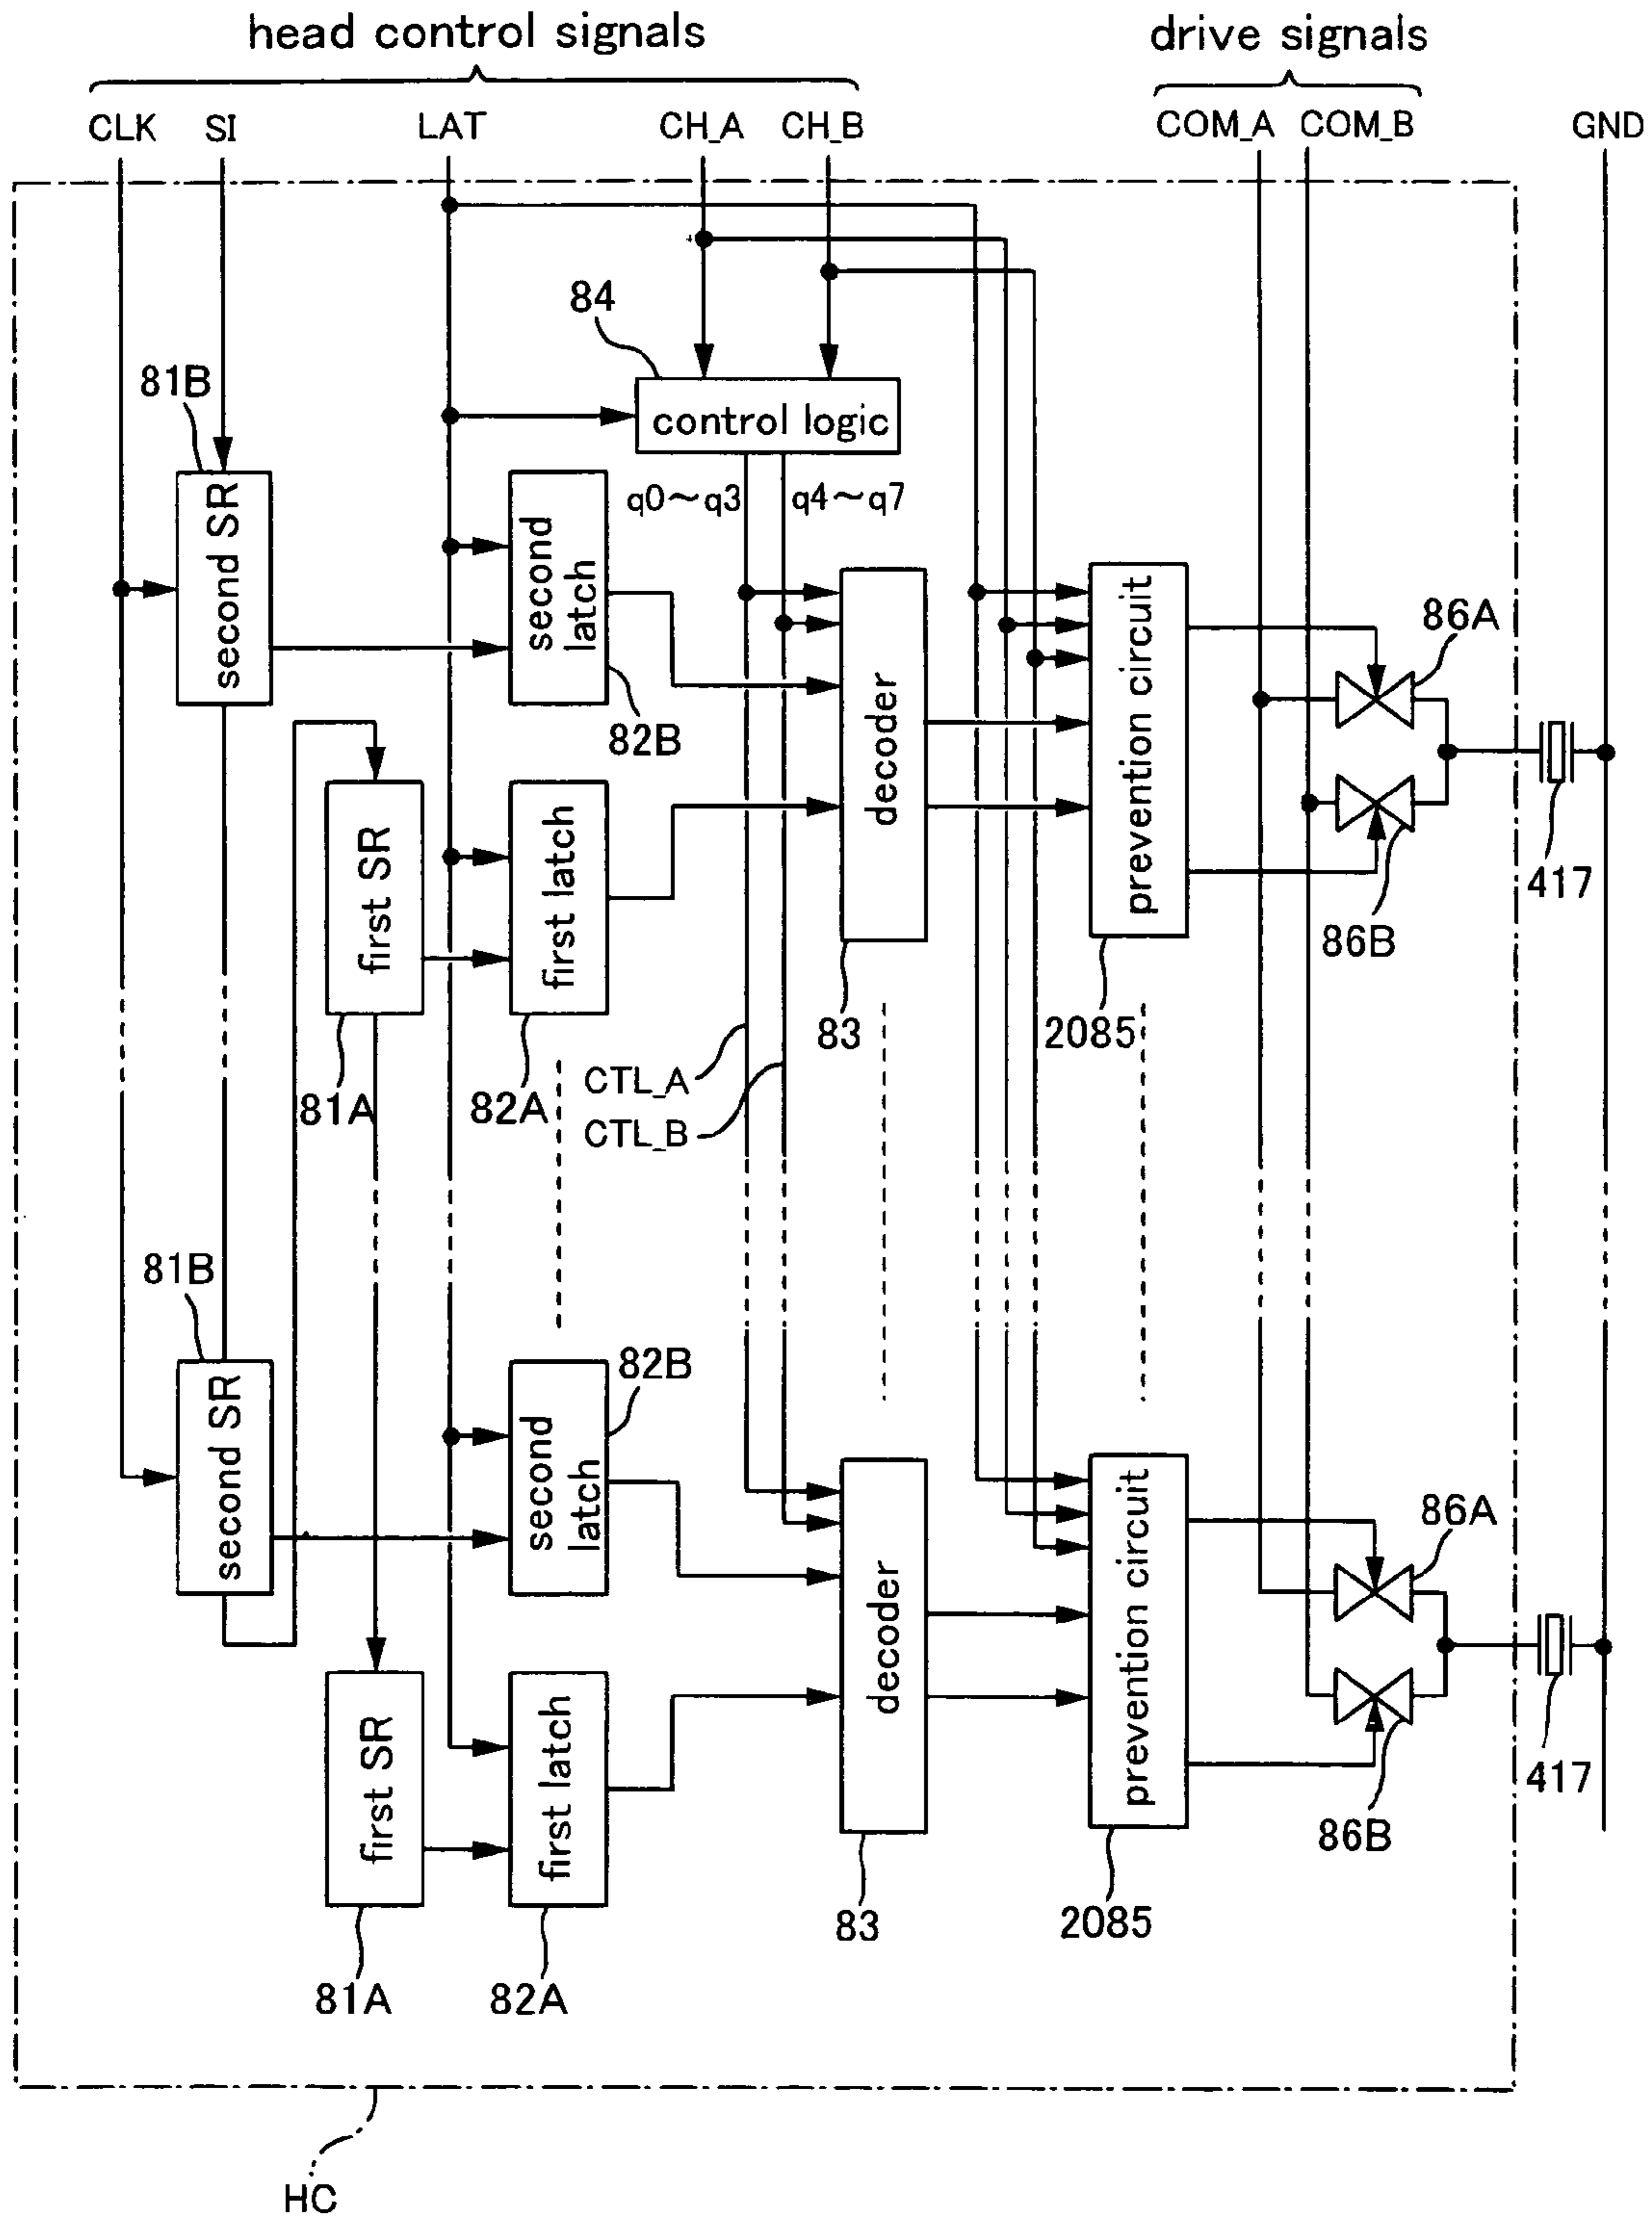 head control signals
drive signals
CLK
SI
LAT
CH_A
CH_B
COM_A
COM_B
GND
84
control logic
81B
second SR
second
latch
q0~q3
q4~q7
82B
decoder
prevention circuit
86A
86B
417
first SR
first latch
83
2085
81A
82A
CTL_A
CTL_B
81B
second SR
82B
second
latch
decoder
prevention circuit
86A
86B
417
first SR
first latch
83
2085
81A
82A
HC